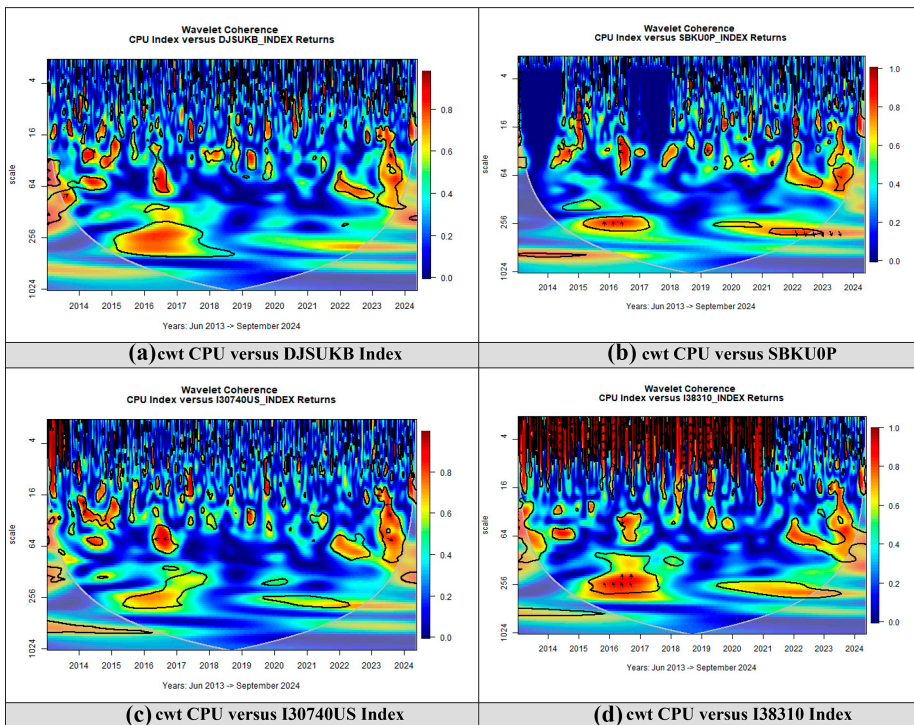 Wavelet Coherence
CPU Index versus DJSUKB_INDEX Returns
scale
4
16
64
256
1024
0.8
0.6
0.4
0.2
0.0
2014 2015 2016 2017 2018 2019 2020 2021 2022 2023 2024
Years: Jun 2013 -> September 2024
(a) cwt CPU versus DJSUKB Index
Wavelet Coherence
CPU Index versus SBKU0P_INDEX Returns
scale
4
16
64
256
1024
1.0
0.8
0.6
0.4
0.2
0.0
2014 2015 2016 2017 2018 2019 2020 2021 2022 2023 2024
Years: Jun 2013 -> September 2024
(b) cwt CPU versus SBKU0P
Wavelet Coherence
CPU Index versus I30740US_INDEX Returns
scale
4
16
64
256
1024
0.8
0.6
0.4
0.2
0.0
2014 2015 2016 2017 2018 2019 2020 2021 2022 2023 2024
Years: Jun 2013 -> September 2024
(c) cwt CPU versus I30740US Index
Wavelet Coherence
CPU Index versus I38310_INDEX Returns
scale
4
16
64
256
1024
1.0
0.8
0.6
0.4
0.2
0.0
2014 2015 2016 2017 2018 2019 2020 2021 2022 2023 2024
Years: Jun 2013 -> September 2024
(d) cwt CPU versus I38310 Index